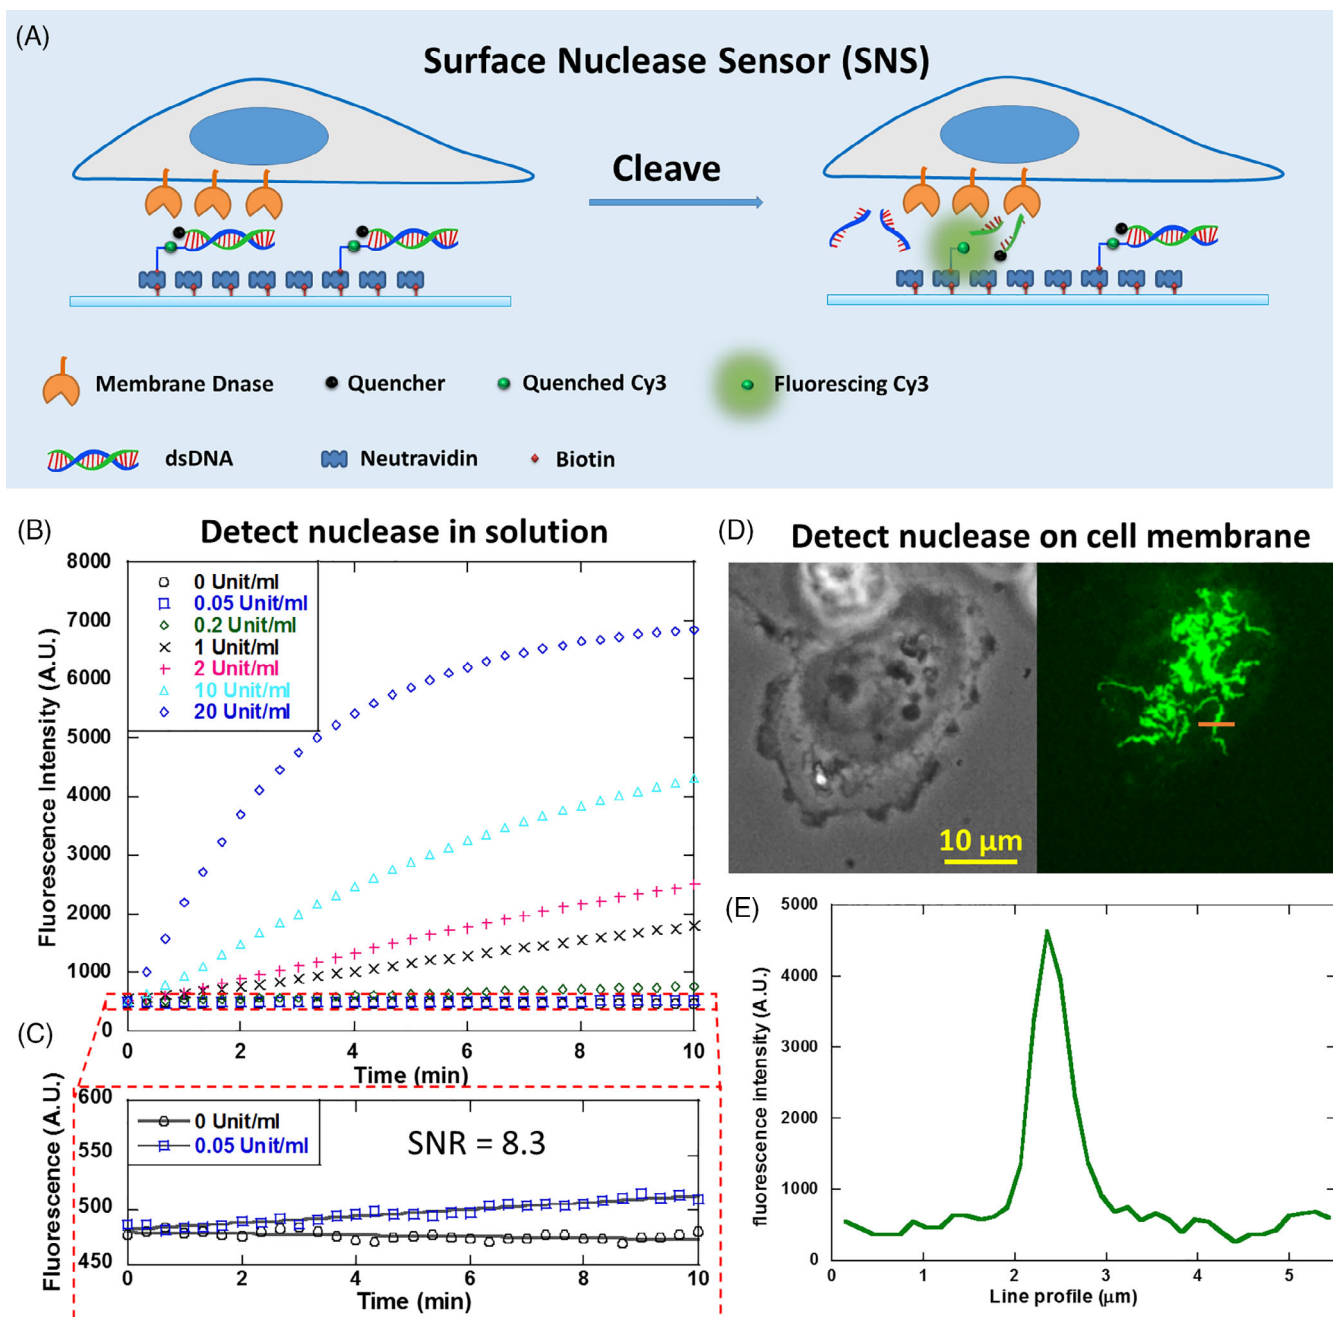 (A)
Surface Nuclease Sensor (SNS)
Cleave
Membrane Dnase
Quencher
Quenched Cy3
Fluorescing Cy3
dsDNA
Neutravidin
Biotin
(B)
Detect nuclease in solution
8000
7000
6000
5000
4000
3000
2000
1000
0
Fluorescence Intensity (A.U.)
0 Unit/ml
0.05 Unit/ml
0.2 Unit/ml
1 Unit/ml
2 Unit/ml
10 Unit/ml
20 Unit/ml
0 2 4 6 8 10
Time (min)
(C)
600
550
500
450
Fluorescence (A.U.)
0 Unit/ml
0.05 Unit/ml
SNR = 8.3
0 2 4 6 8 10
Time (min)
(D)
Detect nuclease on cell membrane
10 μm
(E)
5000
4000
3000
4000
1000
0
fluorescence intensity (A.U.)
0 1 2 3 4 5
Line profile (μm)